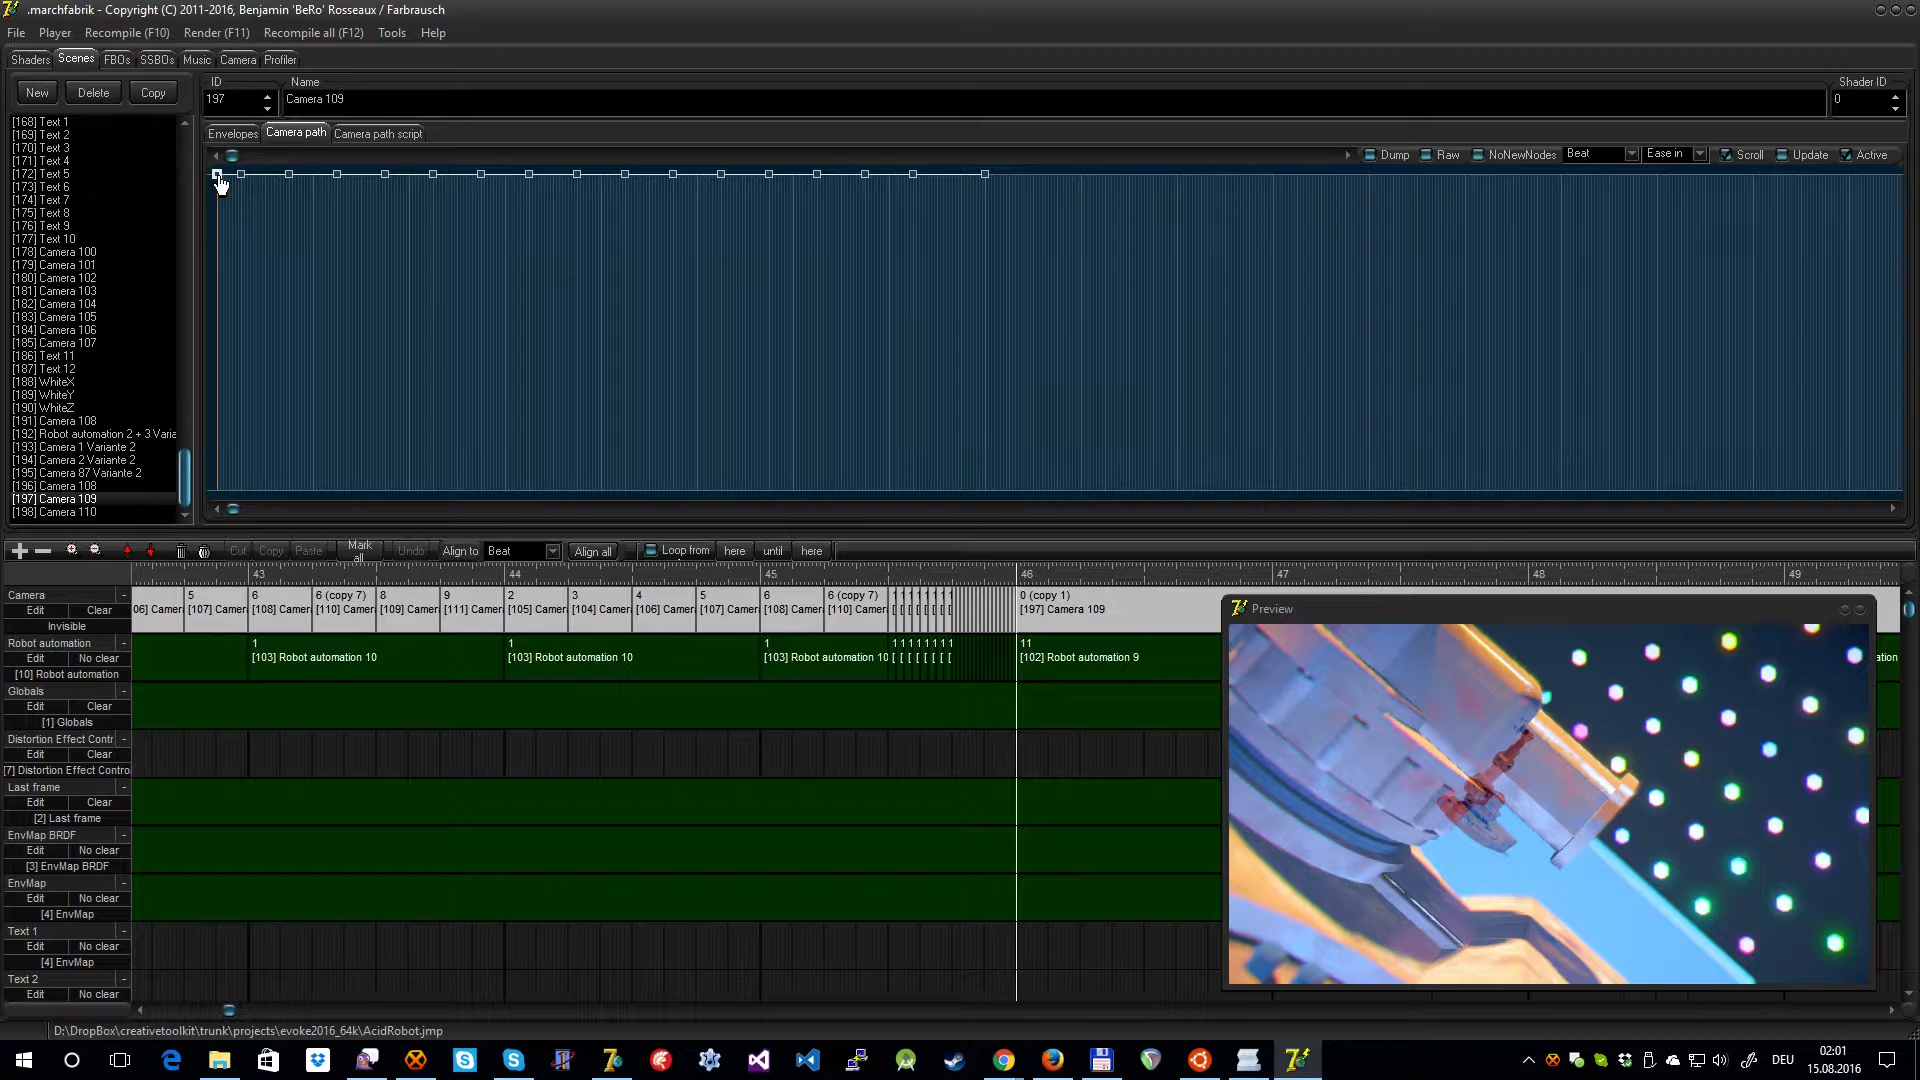 .marchfabrik - Copyright (C) 2011-2016, Benjamin 'BeRo' Rosseaux / Farbrausch
File Player Recompile (F10) Render (F11) Recompile all (F12) Tools Help
Shaders Scenes FBOs SSBOs Music Camera Profiler
New Delete Copy
ID Name Shader ID
197 Camera 109 0
Envelopes Camera path Camera path script
Dump Raw NoNewNodes Beat Ease in Scroll Update Active
[168] Text 1
[169] Text 2
[170] Text 3
[171] Text 4
[172] Text 5
[173] Text 6
[174] Text 7
[175] Text 8
[176] Text 9
[177] Text 10
[178] Camera 100
[179] Camera 101
[180] Camera 102
[181] Camera 103
[182] Camera 104
[183] Camera 105
[184] Camera 106
[185] Camera 107
[186] Text 11
[187] Text 12
[188] WhiteX
[189] WhiteY
[190] WhiteZ
[191] Camera 108
[192] Robot automation 2 + 3 Varia
[193] Camera 1 Variante 2
[194] Camera 2 Variante 2
[195] Camera 87 Variante 2
[196] Camera 108
[197] Camera 109
[198] Camera 110
Cut Copy Paste Mark all Undo Align to Beat Align all Loop from here until here
43 44 45 46 47 48 49
Camera -
Edit Clear
Invisible
5 6 6 (copy 7) 8 9 2 3 4 5 6 6 (copy 7) 1 1 1 1 1 1 1 1 0 (copy 1)
06] Camera [107] Camer [108] Camer [110] Camer [109] Camer [111] Camer [105] Camer [104] Camer [106] Camer [107] Camer [108] Camer [110] Camer [ [ [ [ [ [ [ [ [197] Camera 109
Robot automation -
Edit No clear
[10] Robot automation
1 1 1 1 1 1 1 1 1 1 1 11
[103] Robot automation 10 [103] Robot automation 10 [103] Robot automation 10 [ [ [ [ [ [ [ [ [102] Robot automation 9 ation
Globals -
Edit Clear
[1] Globals
Distortion Effect Contr -
Edit Clear
[7] Distortion Effect Contro
Last frame -
Edit Clear
[2] Last frame
EnvMap BRDF -
Edit No clear
[3] EnvMap BRDF
EnvMap -
Edit No clear
[4] EnvMap
Text 1 -
Edit No clear
[4] EnvMap
Text 2 -
Edit No clear
Preview
D:\DropBox\creativetoolkit\trunk\projects\evoke2016_64k\AcidRobot.jmp
DEU
02:01
15.08.2016